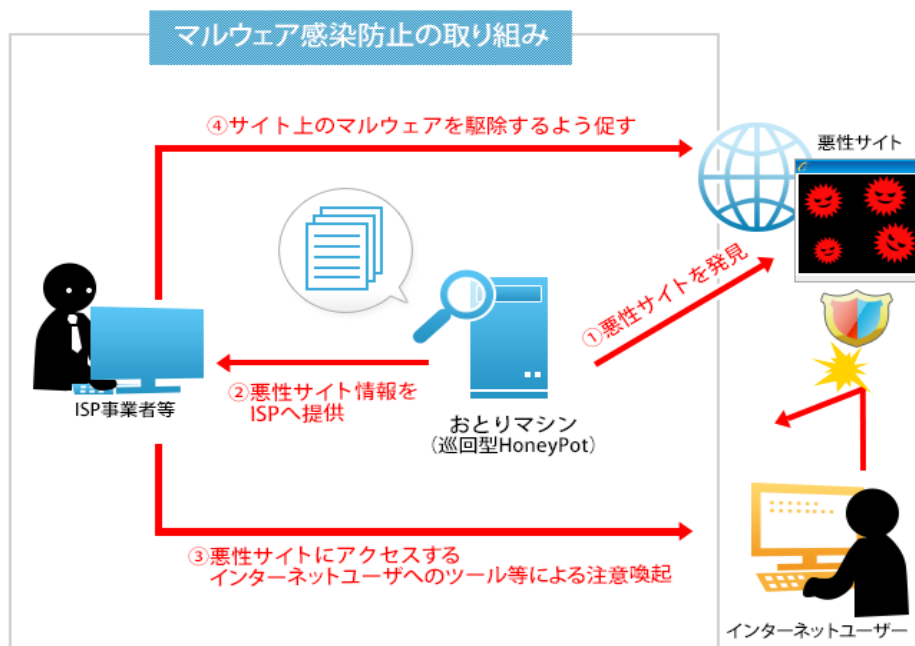 マルウェア感染防止の取り組み
④サイト上のマルウェアを駆除するよう促す
悪性サイト
①悪性サイトを発見
ISP事業者等
②悪性サイト情報を
ISPへ提供
おとりマシン
（巡回型HoneyPot）
③悪性サイトにアクセスする
インターネットユーザへのツール等による注意喚起
インターネットユーザー